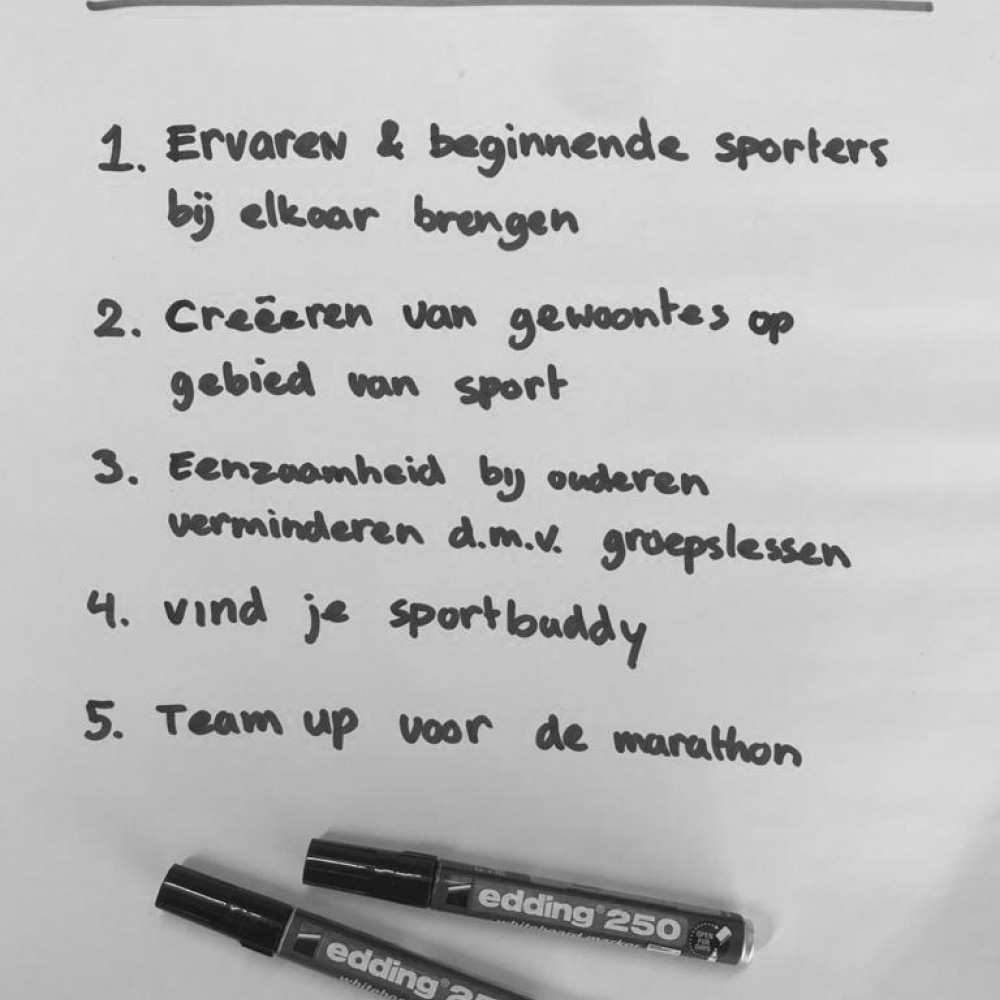 1. Ervaren & beginnende sporters
bij elkaar brengen
2. Creëeren van gewoontes op
gebied van sport
3. Eenzaamheid bij ouderen
verminderen d.m.v. groepslessen
4. vind je sportbuddy
5. Team up voor de marathon
edding® 250
whiteboard marker
OPEN
FOR
DAYS
edding® 25
whiteboa